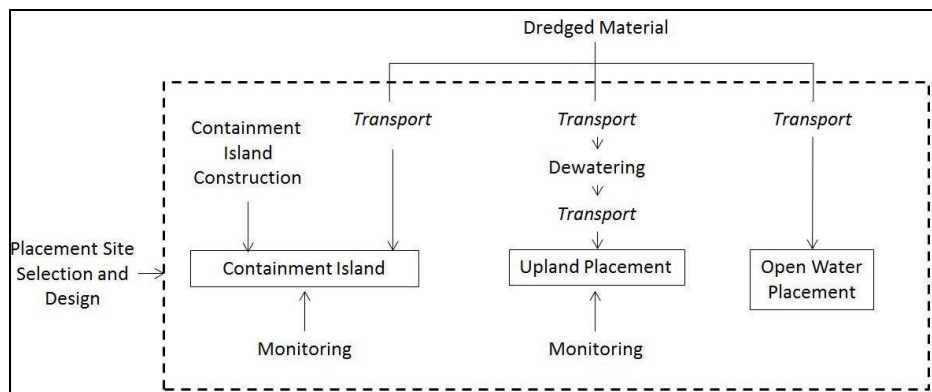 Dredged Material
Transport
Transport
Transport
Containment
Island
Construction
Dewatering
Transport
Placement Site
Selection and
Design
Containment Island
Upland Placement
Open Water
Placement
Monitoring
Monitoring